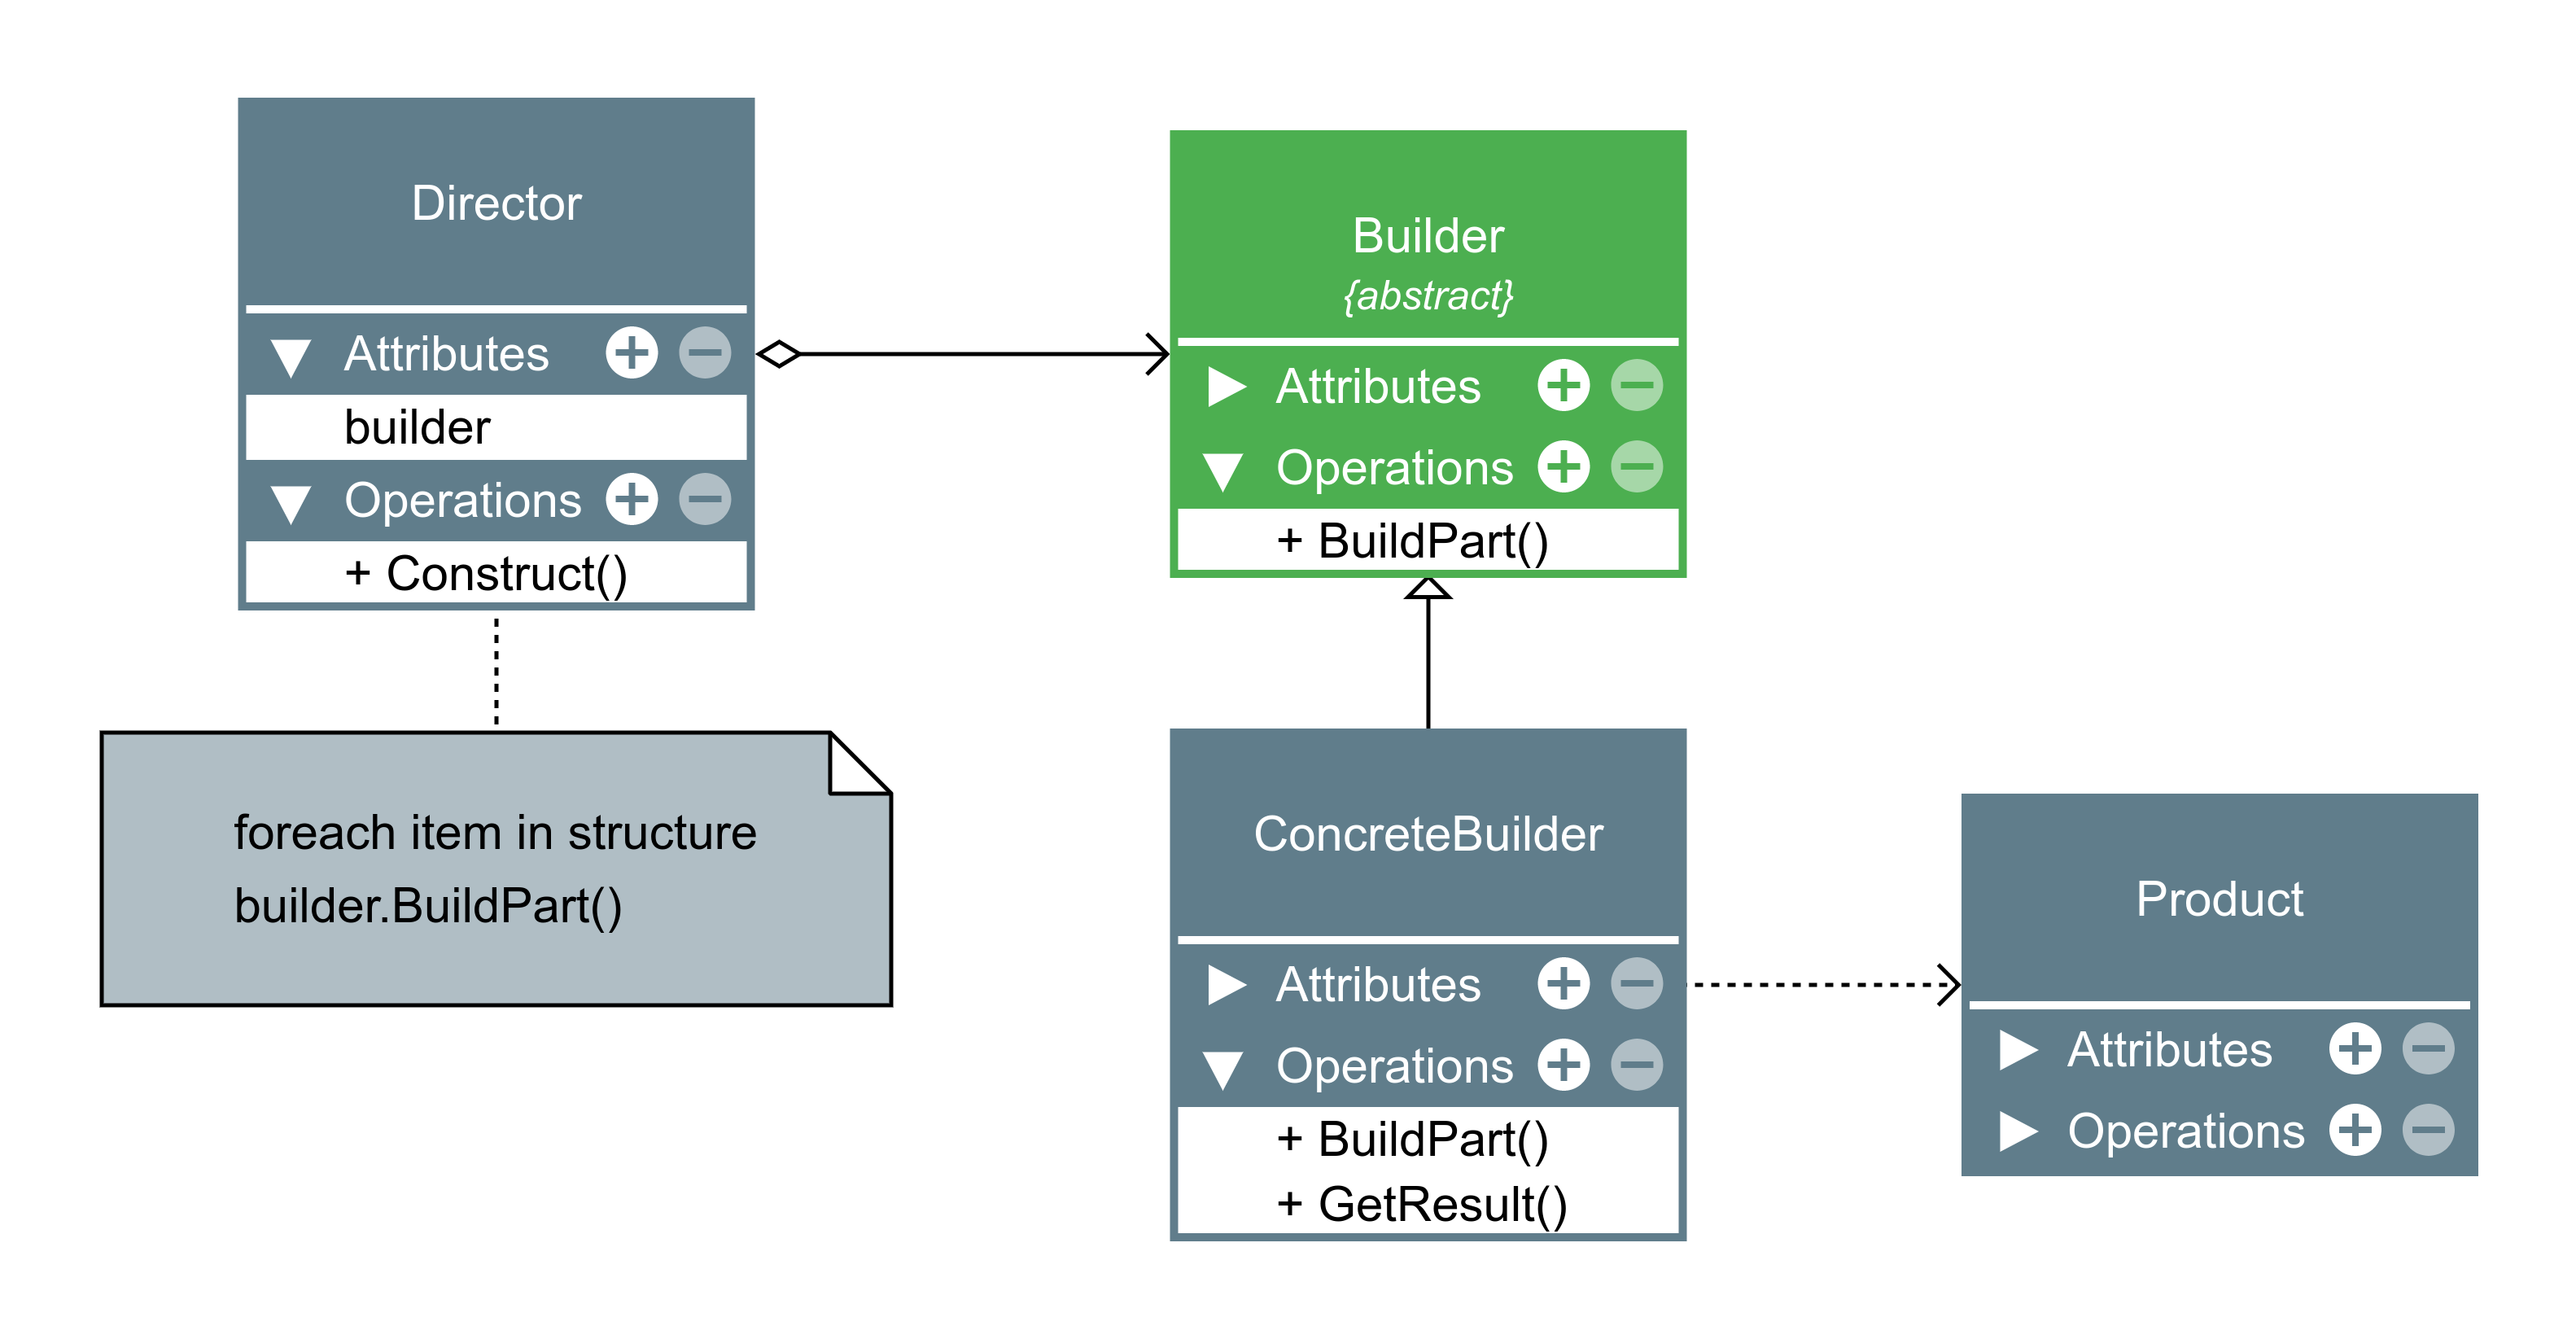 Director
Attributes
builder
Operations
+ Construct()
foreach item in structure
builder.BuildPart()
Builder
{abstract}
Attributes
Operations
+ BuildPart()
ConcreteBuilder
Attributes
Operations
+ BuildPart()
+ GetResult()
Product
Attributes
Operations